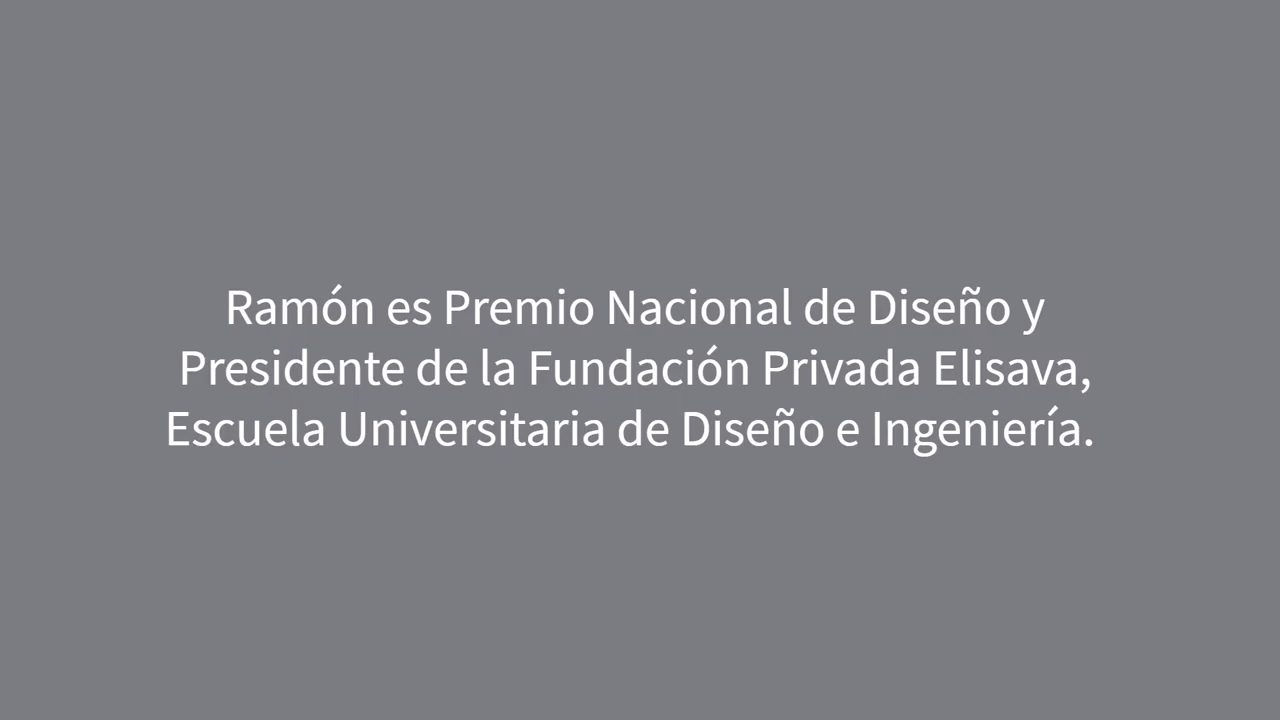 Ramón es Premio Nacional de Diseño y
Presidente de la Fundación Privada Elisava,
Escuela Universitaria de Diseño e Ingeniería.